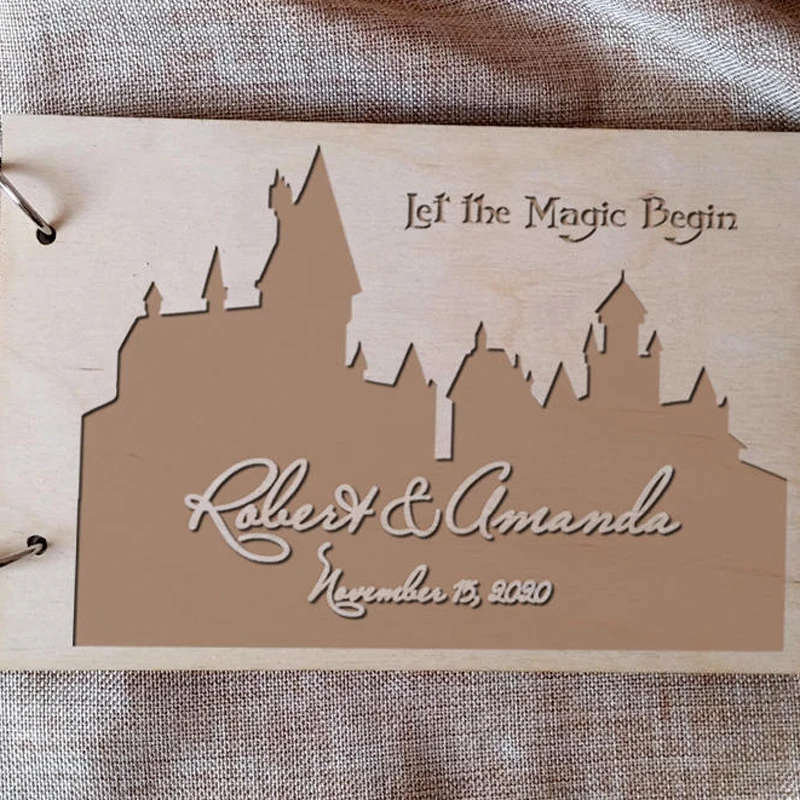 Let the Magic Begin
Robert & Amanda
November 15, 2020